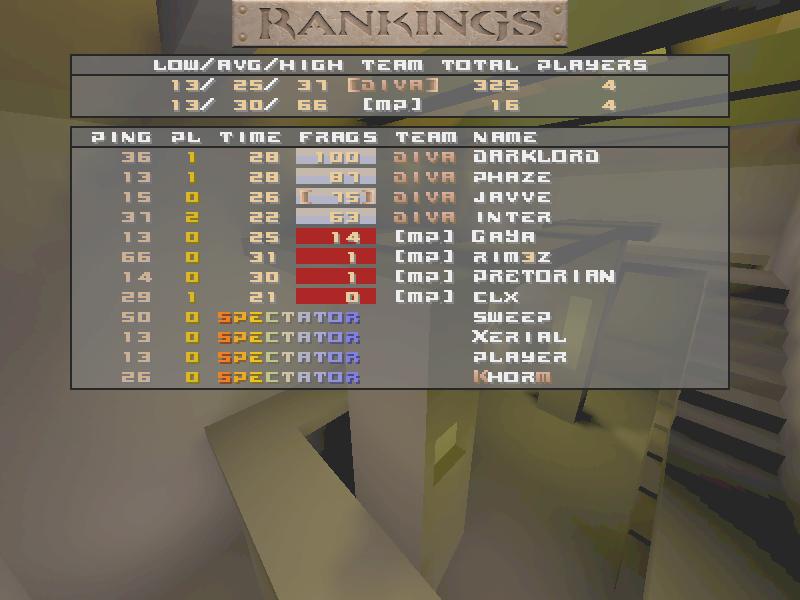 RANKINGS
LOW/AVG/HIGH TEAM TOTAL PLAYERS
13/ 25/ 37 [DIVA] 325 4
13/ 30/ 66 [MP] 16 4
PING PL TIME FRAGS TEAM NAME
36 1 28 100 DIVA DARKLORD
13 1 28 87 DIVA PHAZE
15 0 26 [ 75] DIVA JAVVE
37 2 22 63 DIVA INTER
13 0 25 14 [MP] GAYA
66 0 31 1 [MP] RIM3Z
14 0 30 1 [MP] PRETORIAN
29 1 21 0 [MP] CLX
50 0 SPECTATOR SWEEP
13 0 SPECTATOR XERIAL
13 0 SPECTATOR PLAYER
26 0 SPECTATOR KHORM